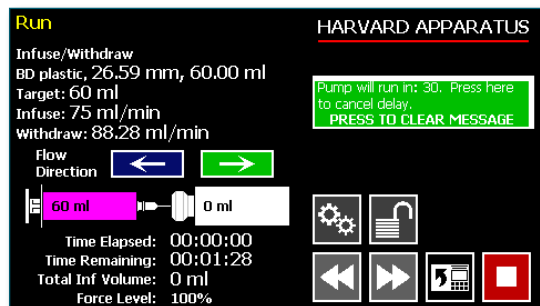 Run
HARVARD APPARATUS
Infuse/Withdraw
BD plastic, 26.59 mm, 60.00 ml
Target: 60 ml
Infuse: 75 ml/min
Withdraw: 88.28 ml/min
Pump will run in: 30. Press here
to cancel delay.
PRESS TO CLEAR MESSAGE
Flow
Direction
60 ml
0 ml
Time Elapsed: 00:00:00
Time Remaining: 00:01:28
Total Inf Volume: 0 ml
Force Level: 100%